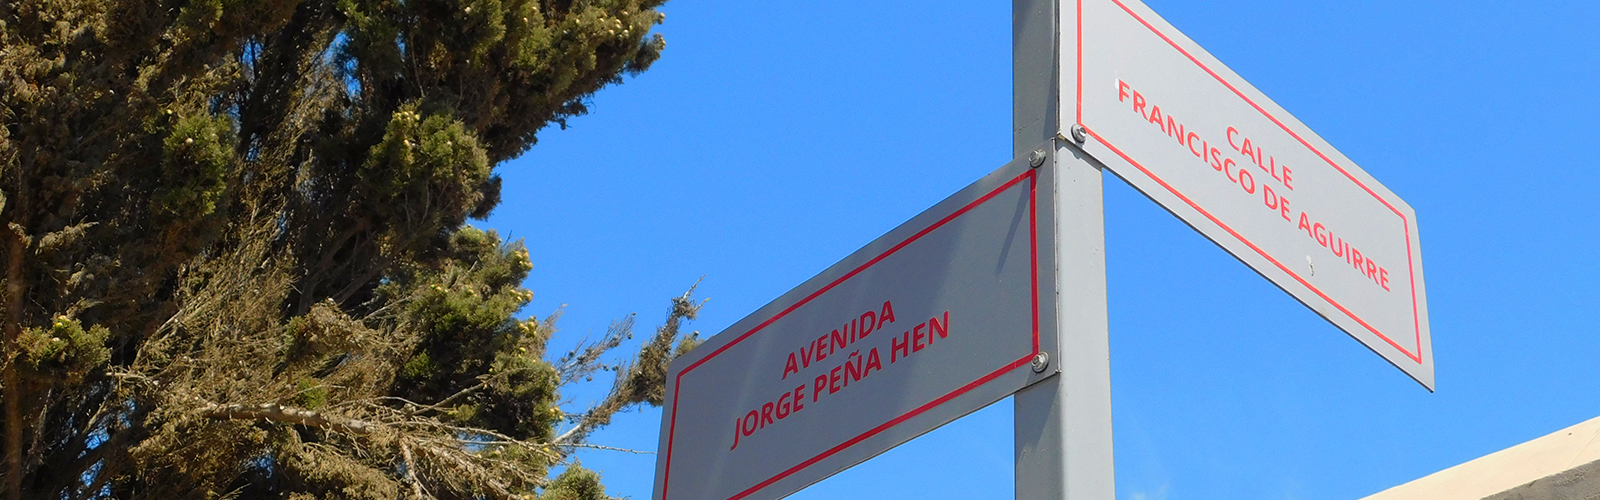 CALLE
FRANCISCO DE AGUIRRE
AVENIDA
JORGE PEÑA HEN